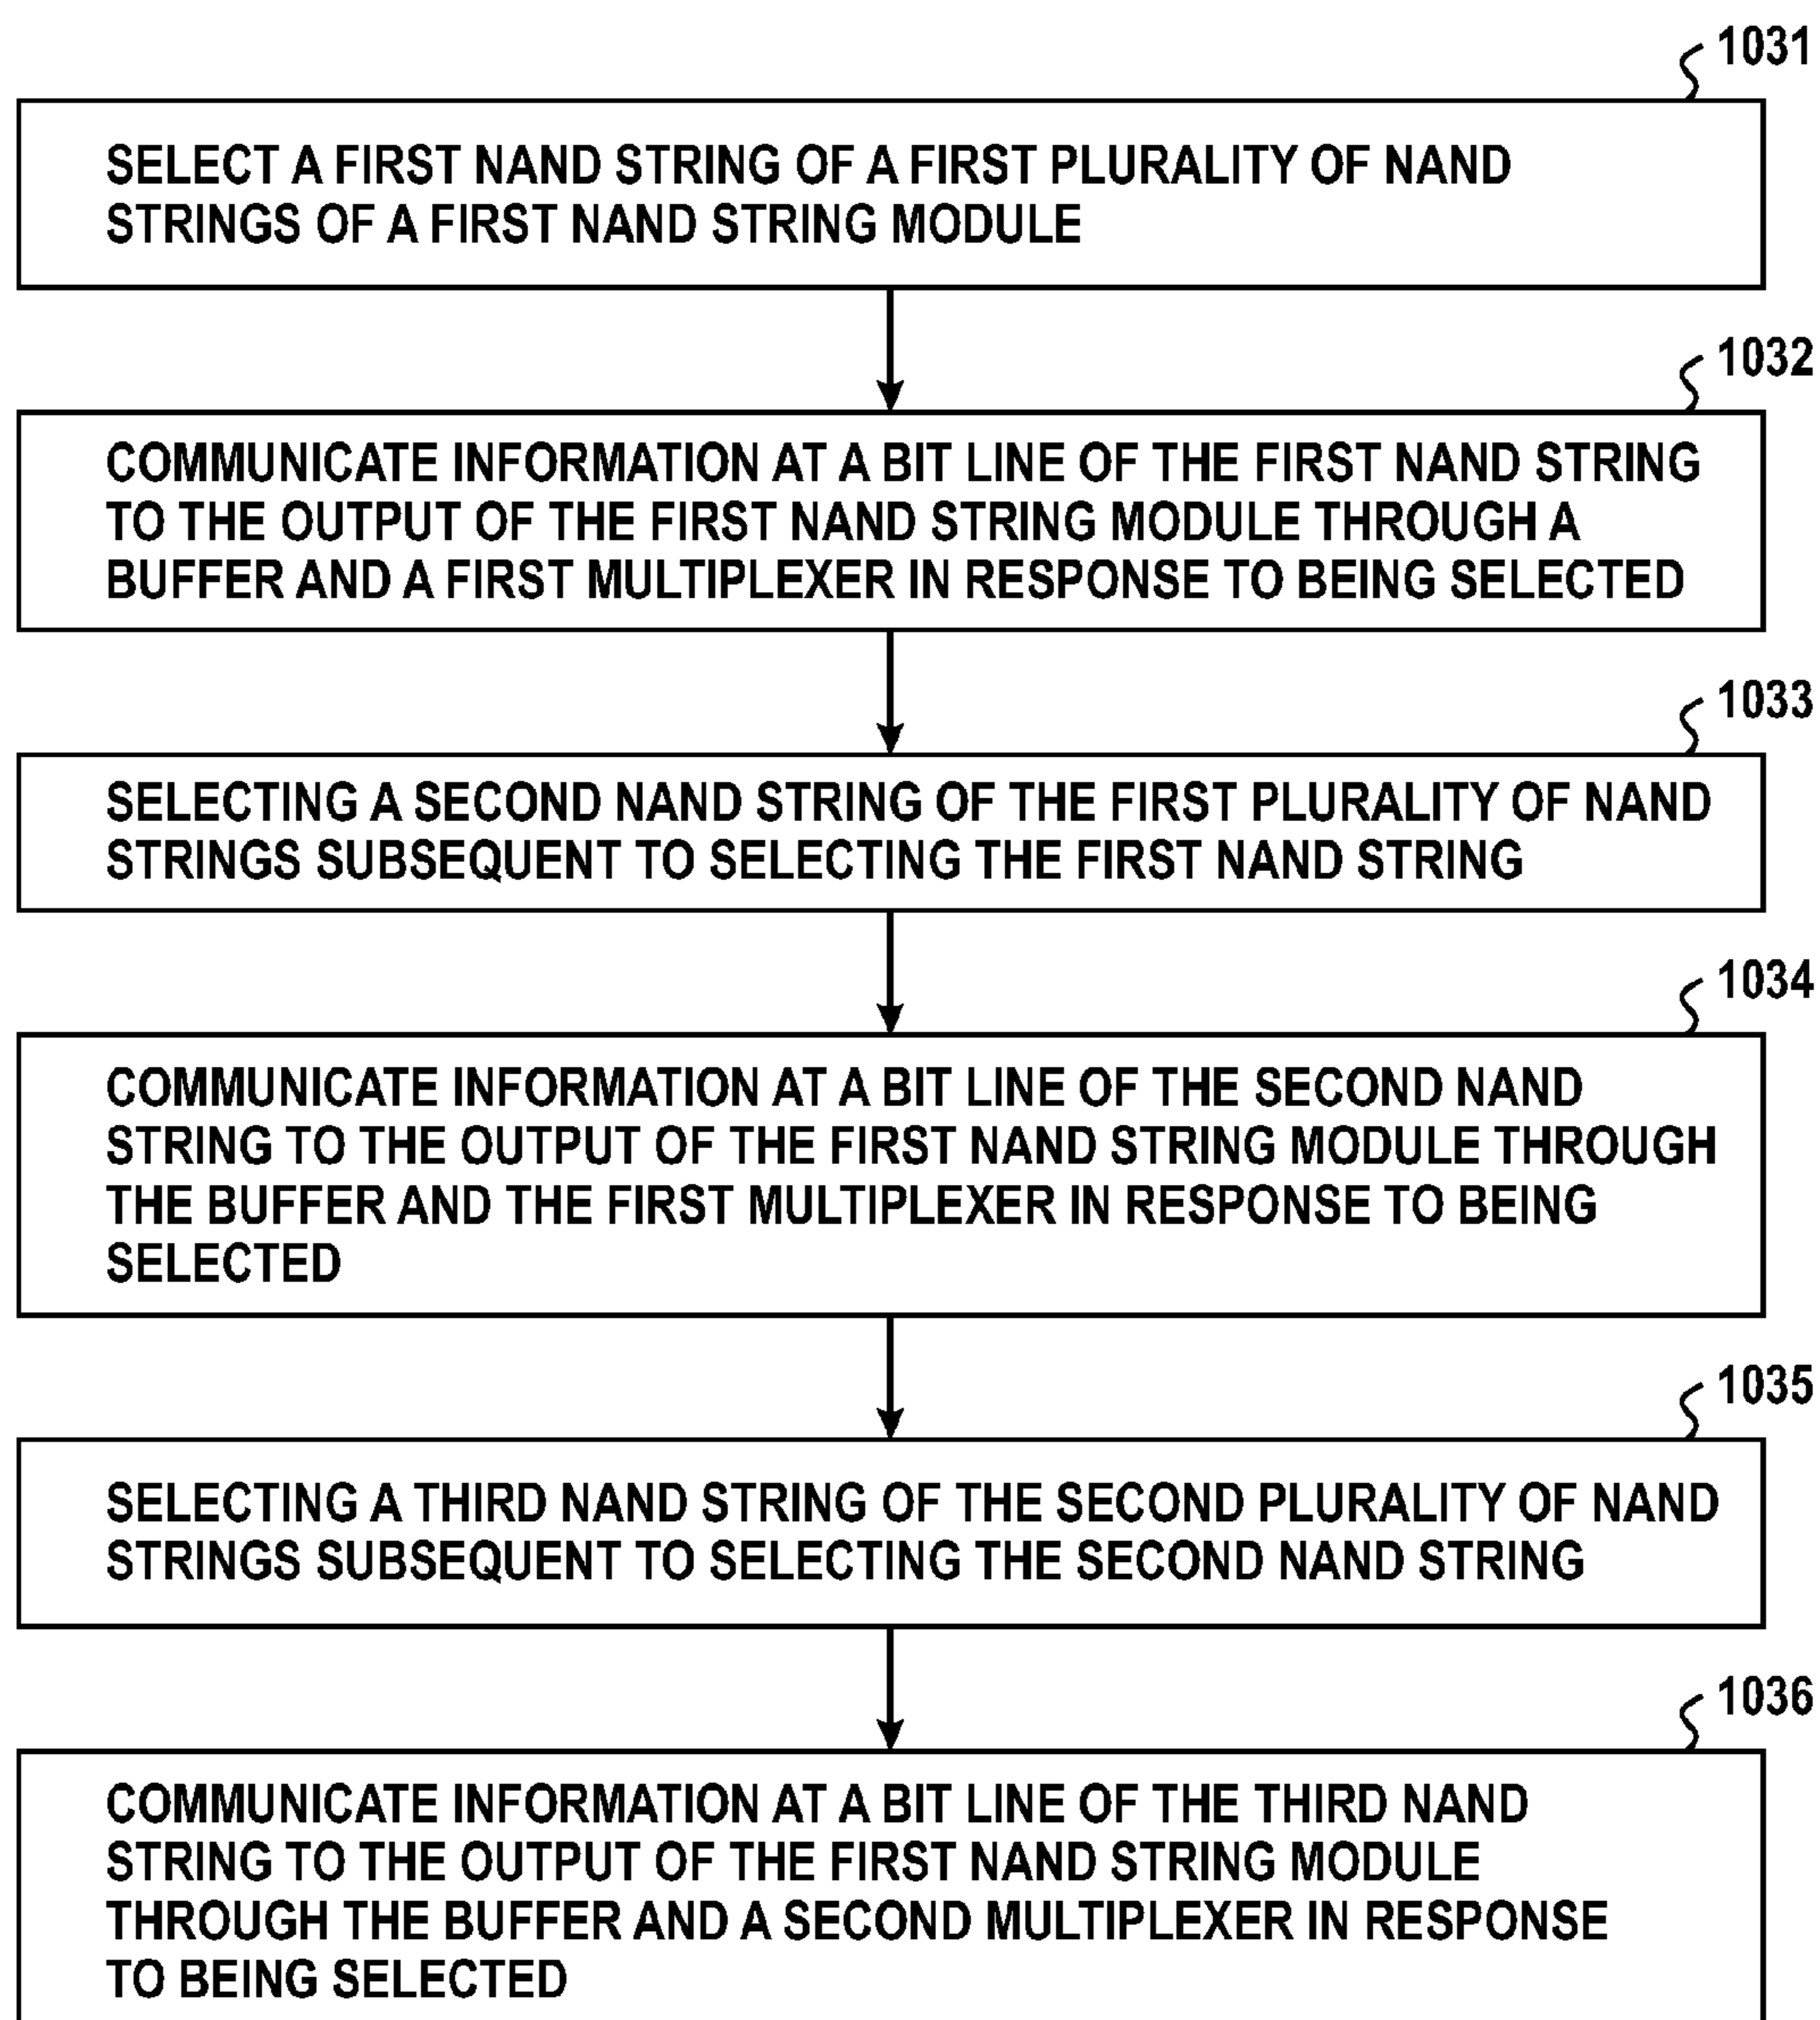 1031
SELECT A FIRST NAND STRING OF A FIRST PLURALITY OF NAND
STRINGS OF A FIRST NAND STRING MODULE
1032
COMMUNICATE INFORMATION AT A BIT LINE OF THE FIRST NAND STRING
TO THE OUTPUT OF THE FIRST NAND STRING MODULE THROUGH A
BUFFER AND A FIRST MULTIPLEXER IN RESPONSE TO BEING SELECTED
1033
SELECTING A SECOND NAND STRING OF THE FIRST PLURALITY OF NAND
STRINGS SUBSEQUENT TO SELECTING THE FIRST NAND STRING
1034
COMMUNICATE INFORMATION AT A BIT LINE OF THE SECOND NAND
STRING TO THE OUTPUT OF THE FIRST NAND STRING MODULE THROUGH
THE BUFFER AND THE FIRST MULTIPLEXER IN RESPONSE TO BEING
SELECTED
1035
SELECTING A THIRD NAND STRING OF THE SECOND PLURALITY OF NAND
STRINGS SUBSEQUENT TO SELECTING THE SECOND NAND STRING
1036
COMMUNICATE INFORMATION AT A BIT LINE OF THE THIRD NAND
STRING TO THE OUTPUT OF THE FIRST NAND STRING MODULE
THROUGH THE BUFFER AND A SECOND MULTIPLEXER IN RESPONSE
TO BEING SELECTED